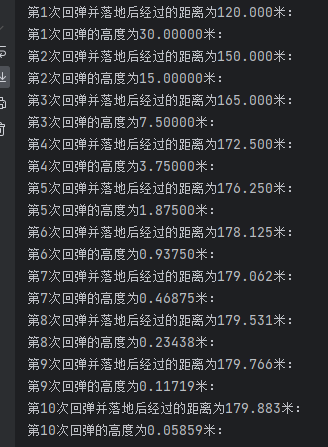 第1次回弹并落地后经过的距离为120.000米:
第1次回弹的高度为30.00000米:
第2次回弹并落地后经过的距离为150.000米:
第2次回弹的高度为15.00000米:
第3次回弹并落地后经过的距离为165.000米:
第3次回弹的高度为7.50000米:
第4次回弹并落地后经过的距离为172.500米:
第4次回弹的高度为3.75000米:
第5次回弹并落地后经过的距离为176.250米:
第5次回弹的高度为1.87500米:
第6次回弹并落地后经过的距离为178.125米:
第6次回弹的高度为0.93750米:
第7次回弹并落地后经过的距离为179.062米:
第7次回弹的高度为0.46875米:
第8次回弹并落地后经过的距离为179.531米:
第8次回弹的高度为0.23438米:
第9次回弹并落地后经过的距离为179.766米:
第9次回弹的高度为0.11719米:
第10次回弹并落地后经过的距离为179.883米:
第10次回弹的高度为0.05859米: